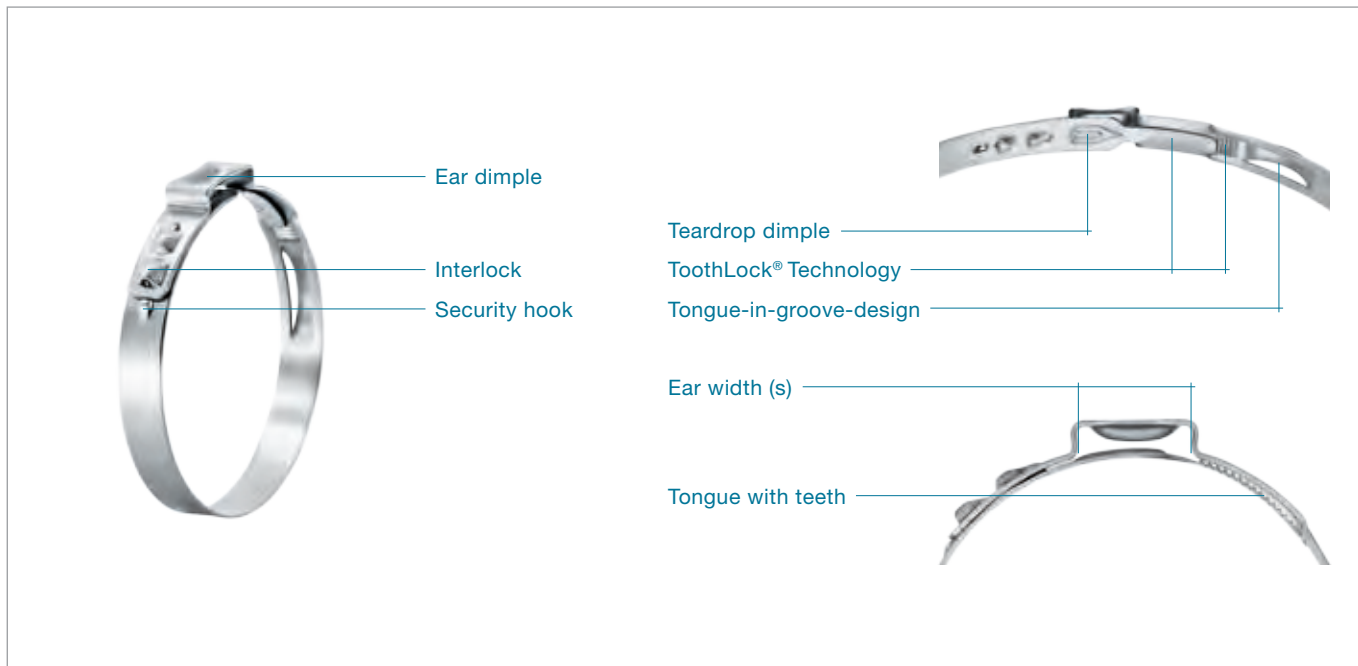 Ear dimple
Interlock
Security hook
Teardrop dimple
ToothLock® Technology
Tongue-in-groove-design
Ear width (s)
Tongue with teeth